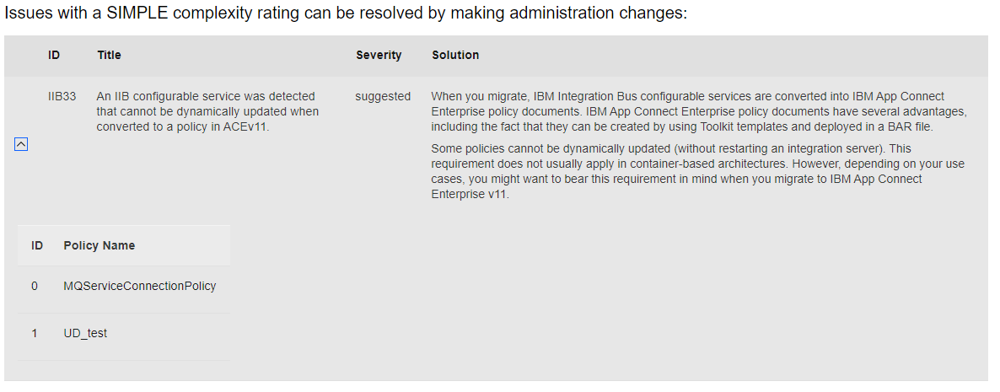 Issues with a SIMPLE complexity rating can be resolved by making administration changes:
ID Title Severity Solution
IIB33 An IIB configurable service was detected suggested When you migrate, IBM Integration Bus configurable services are converted into IBM App Connect
that cannot be dynamically updated when Enterprise policy documents. IBM App Connect Enterprise policy documents have several advantages,
converted to a policy in ACEv11. including the fact that they can be created by using Toolkit templates and deployed in a BAR file.
Some policies cannot be dynamically updated (without restarting an integration server). This
requirement does not usually apply in container-based architectures. However, depending on your use
cases, you might want to bear this requirement in mind when you migrate to IBM App Connect
Enterprise v11.
ID Policy Name
0 MQServiceConnectionPolicy
1 UD_test